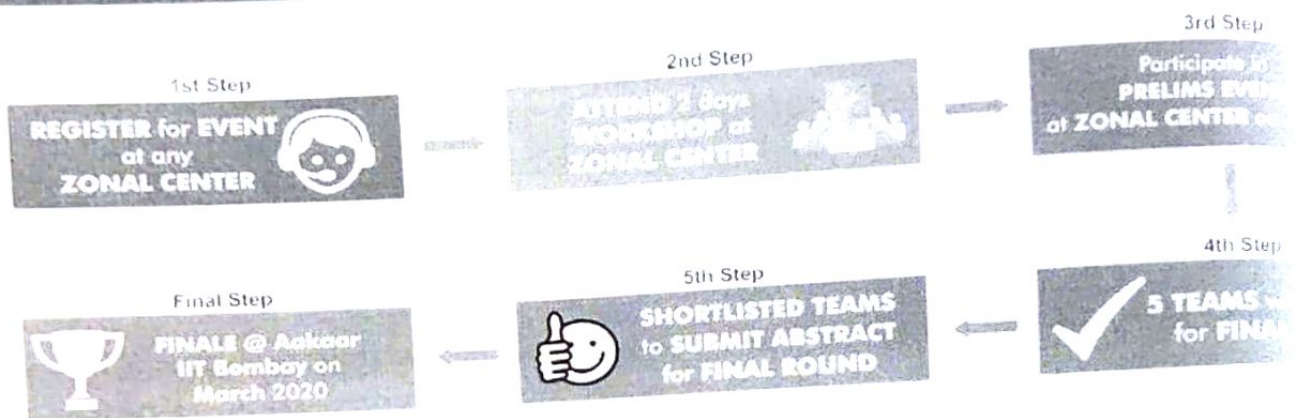 1st Step
REGISTER for EVENT
at any
ZONAL CENTER
2nd Step
ATTEND 2 days
WORKSHOP at
ZONAL CENTER
3rd Step
Participate in
PRELIMS
at ZONAL CENTER
4th Step
5 TEAMS
for
5th Step
SHORTLISTED TEAMS
to SUBMIT ABSTRACT
for FINAL ROUND
Final Step
FINALE @ Aakaar
IIT Bombay on
March 2020